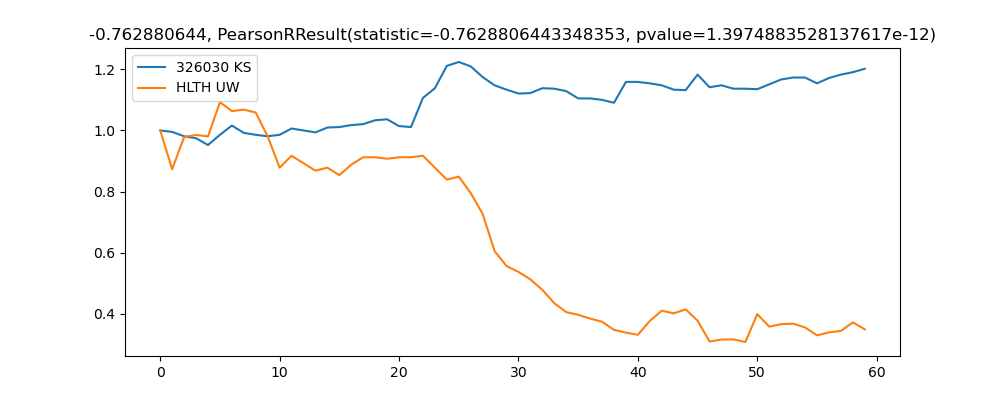 -0.762880644, PearsonRResult(statistic=-0.7628806443348353, pvalue=1.3974883528137617e-12)
326030 KS
HLTH UW
1.2
1.0
0.8
0.6
0.4
0 10 20 30 40 50 60